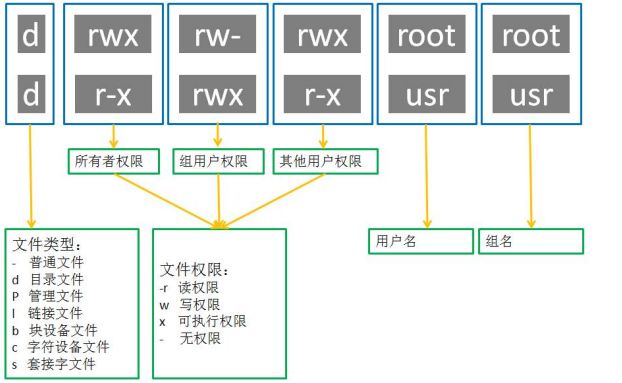 d rwx rw- rwx root root
d r-x rwx r-x usr usr
所有者权限 组用户权限 其他用户权限
用户名 组名
文件类型：
- 普通文件
d 目录文件
P 管理文件
l 链接文件
b 块设备文件
c 字符设备文件
s 套接字文件
文件权限：
-r 读权限
w 写权限
x 可执行权限
- 无权限